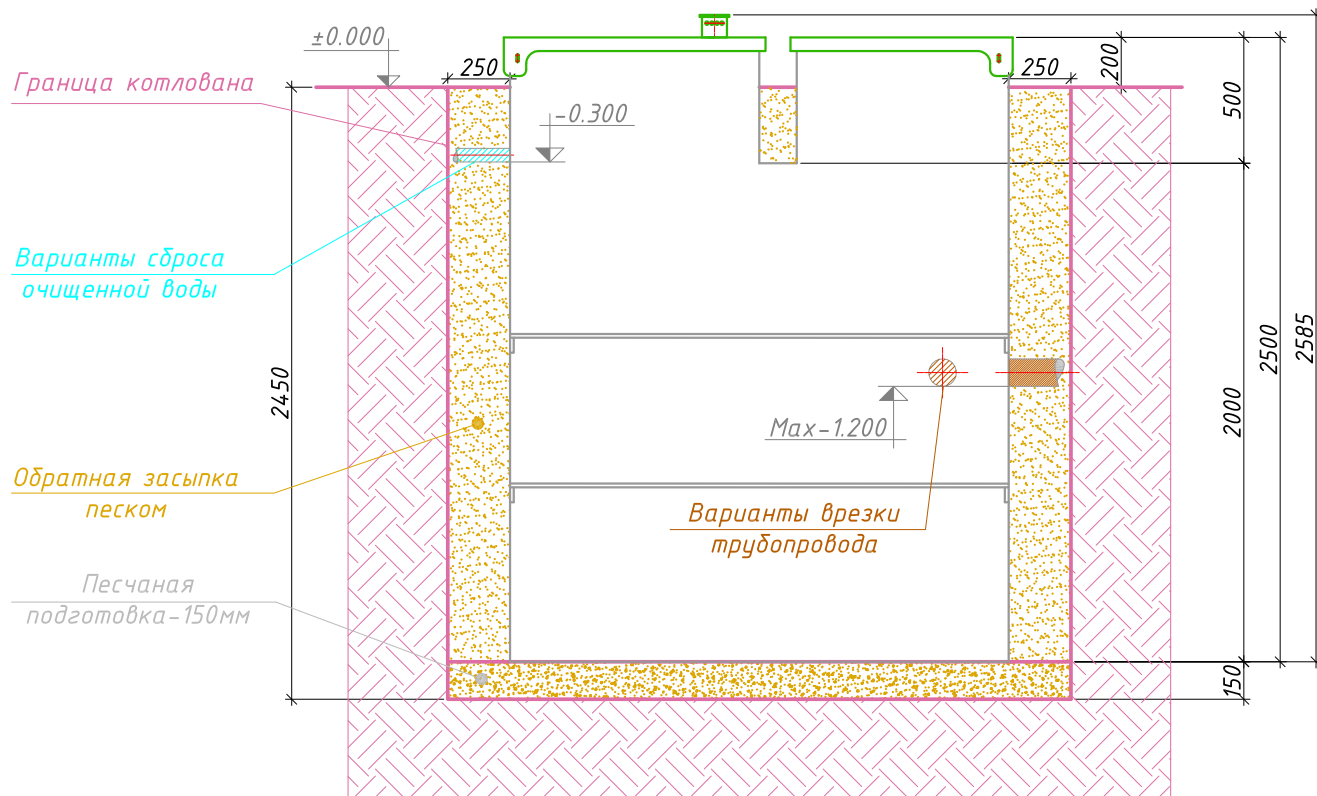 ±0.000
Граница котлована
250
250
200
500
-0.300
Варианты сброса
очищенной воды
2450
2500
2585
2000
Max-1.200
Обратная засыпка
песком
Варианты врезки
трубопровода
Песчаная
подготовка-150мм
150